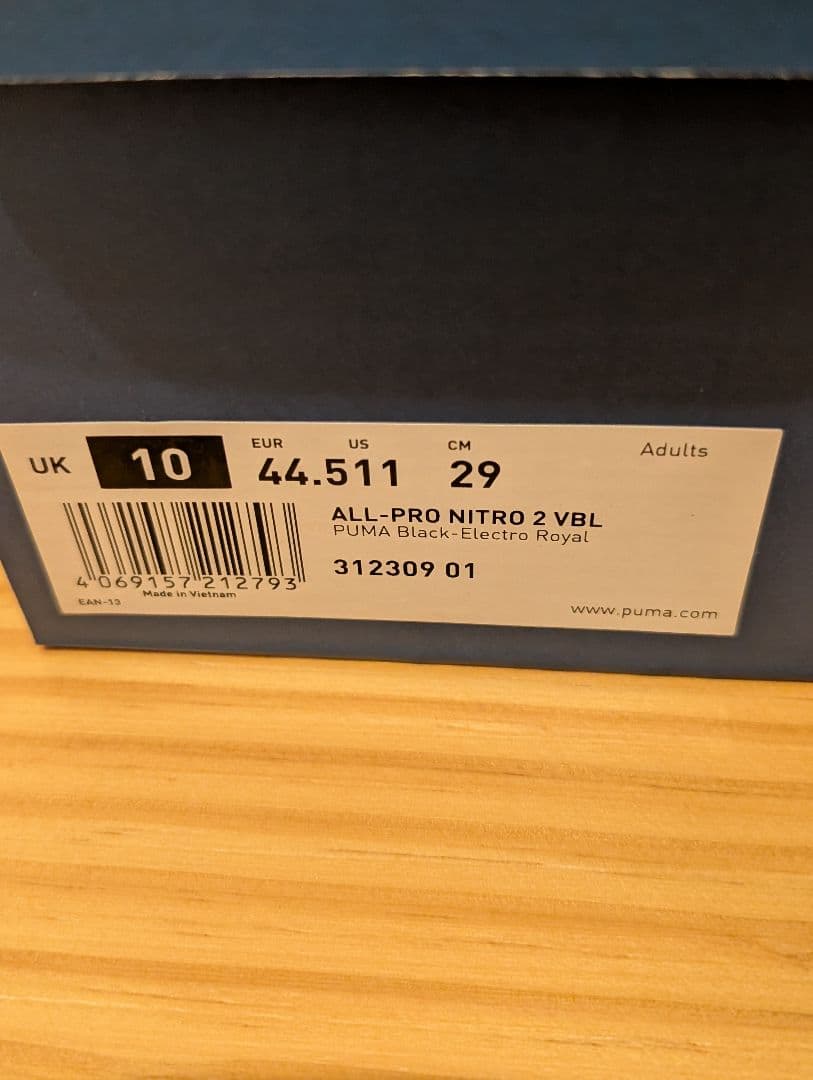 EUR US CM Adults
UK 10 44.5 11 29
ALL-PRO NITRO 2 VBL
PUMA Black-Electro Royal
4 069157 212793
Made in Vietnam
EAN-13
312309 01
www.puma.com